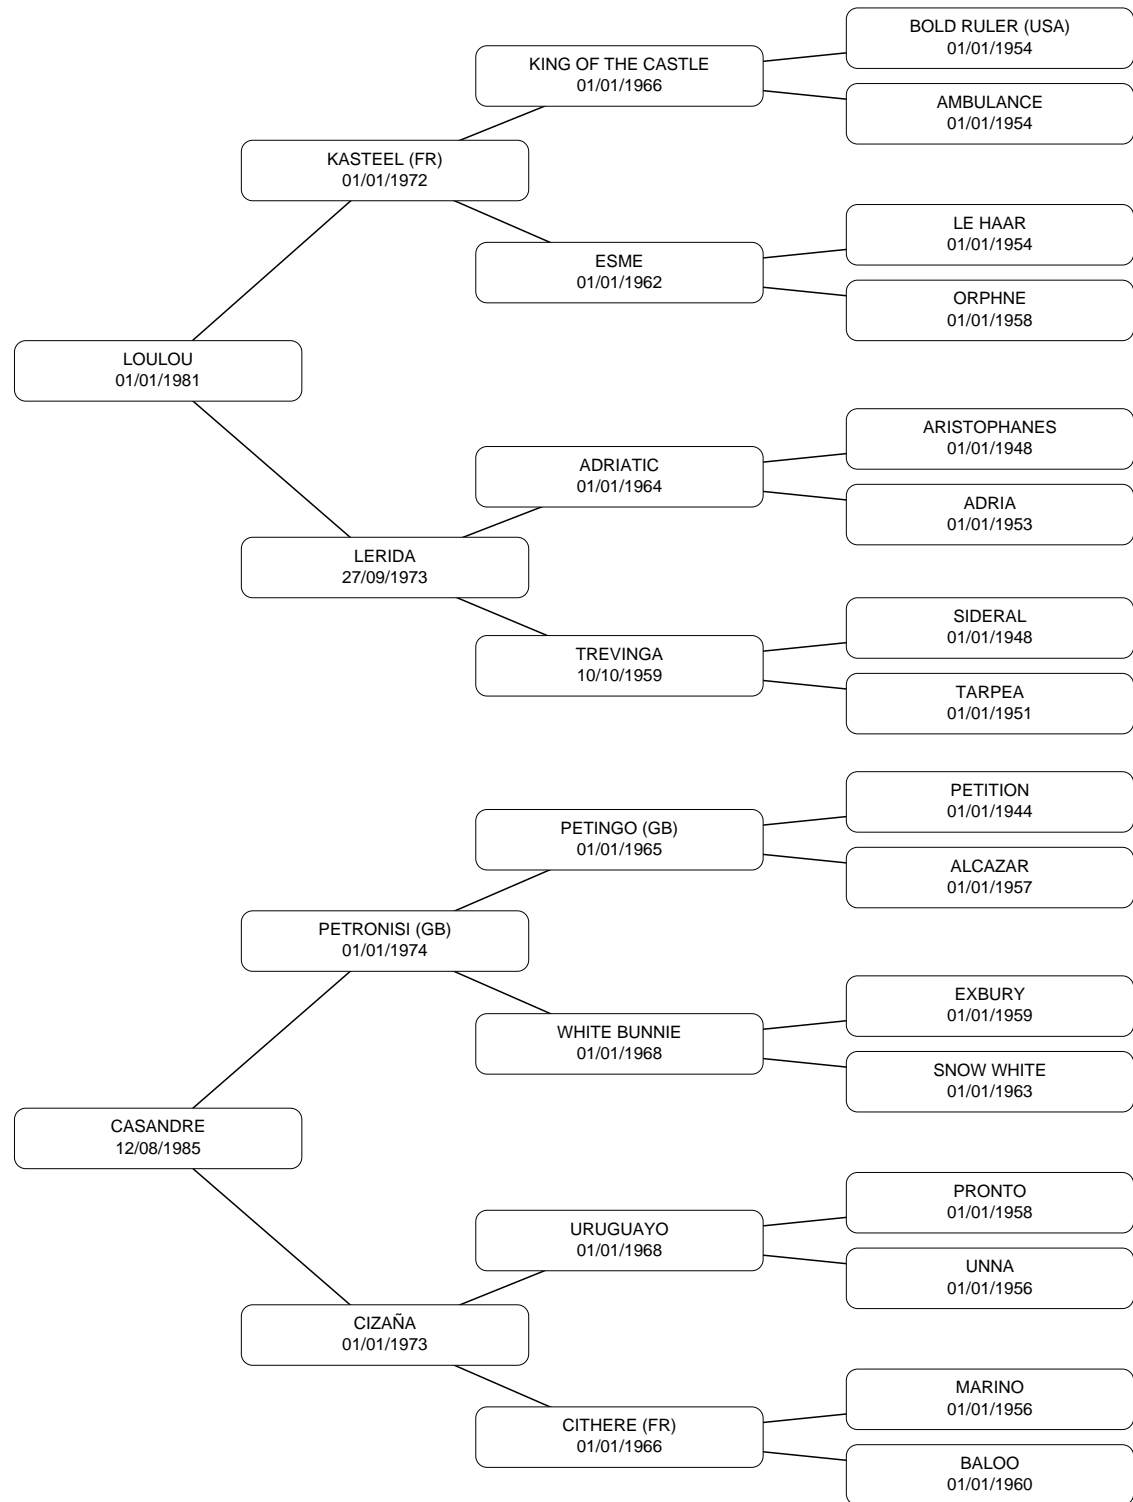 BOLD RULER (USA)
01/01/1954
KING OF THE CASTLE
01/01/1966
AMBULANCE
01/01/1954
KASTEEL (FR)
01/01/1972
LE HAAR
01/01/1954
ESME
01/01/1962
ORPHNE
01/01/1958
LOULOU
01/01/1981
ARISTOPHANES
01/01/1948
ADRIATIC
01/01/1964
ADRIA
01/01/1953
LERIDA
27/09/1973
SIDERAL
01/01/1948
TREVINGA
10/10/1959
TARPEA
01/01/1951
PETITION
01/01/1944
PETINGO (GB)
01/01/1965
ALCAZAR
01/01/1957
PETRONISI (GB)
01/01/1974
EXBURY
01/01/1959
WHITE BUNNIE
01/01/1968
SNOW WHITE
01/01/1963
CASANDRE
12/08/1985
PRONTO
01/01/1958
URUGUAYO
01/01/1968
UNNA
01/01/1956
CIZAÑA
01/01/1973
MARINO
01/01/1956
CITHERE (FR)
01/01/1966
BALOO
01/01/1960